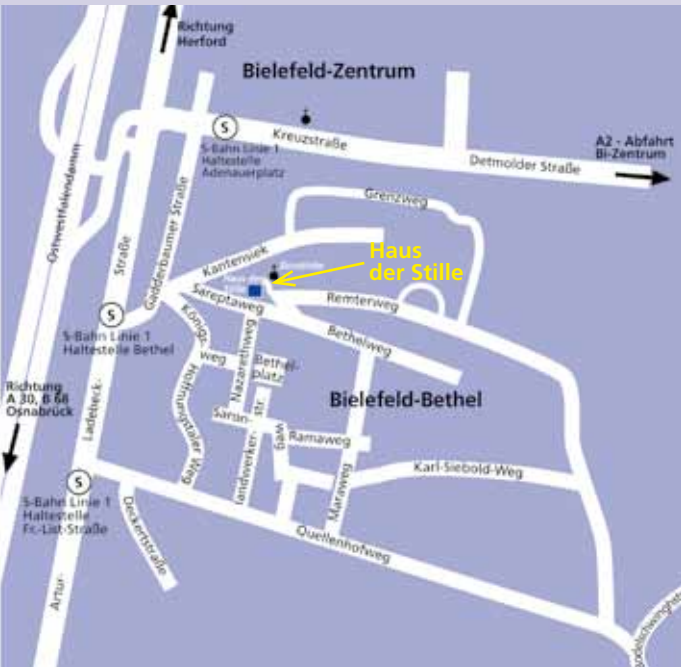 Richtung
Herford
Bielefeld-Zentrum
S
S-Bahn Linie 1
Haltestelle
Adenauerplatz
Kreuzstraße
Detmolder Straße
A2 - Abfahrt
Bi-Zentrum
Ostwestfalendamm
Straße
Gadderbaumer Straße
Grenzweg
Kantensiek
Haus
der Stille
Haus der
Stille
Sareptaweg
Remterweg
Bethelweg
S
S-Bahn Linie 1
Haltestelle Bethel
Königs-
weg
Nazarethweg
Bethel-
platz
Hoffnungstaler Weg
Bielefeld-Bethel
Richtung
A 30, B 68
Osnabrück
Ladebeck-
Saron-
weg
Handwerker-
str.
Ramaweg
Maraweg
Karl-Siebold-Weg
S
S-Bahn Linie 1
Haltestelle
Fr.-List-Straße
Deckertstraße
Quellenhofweg
Artur-